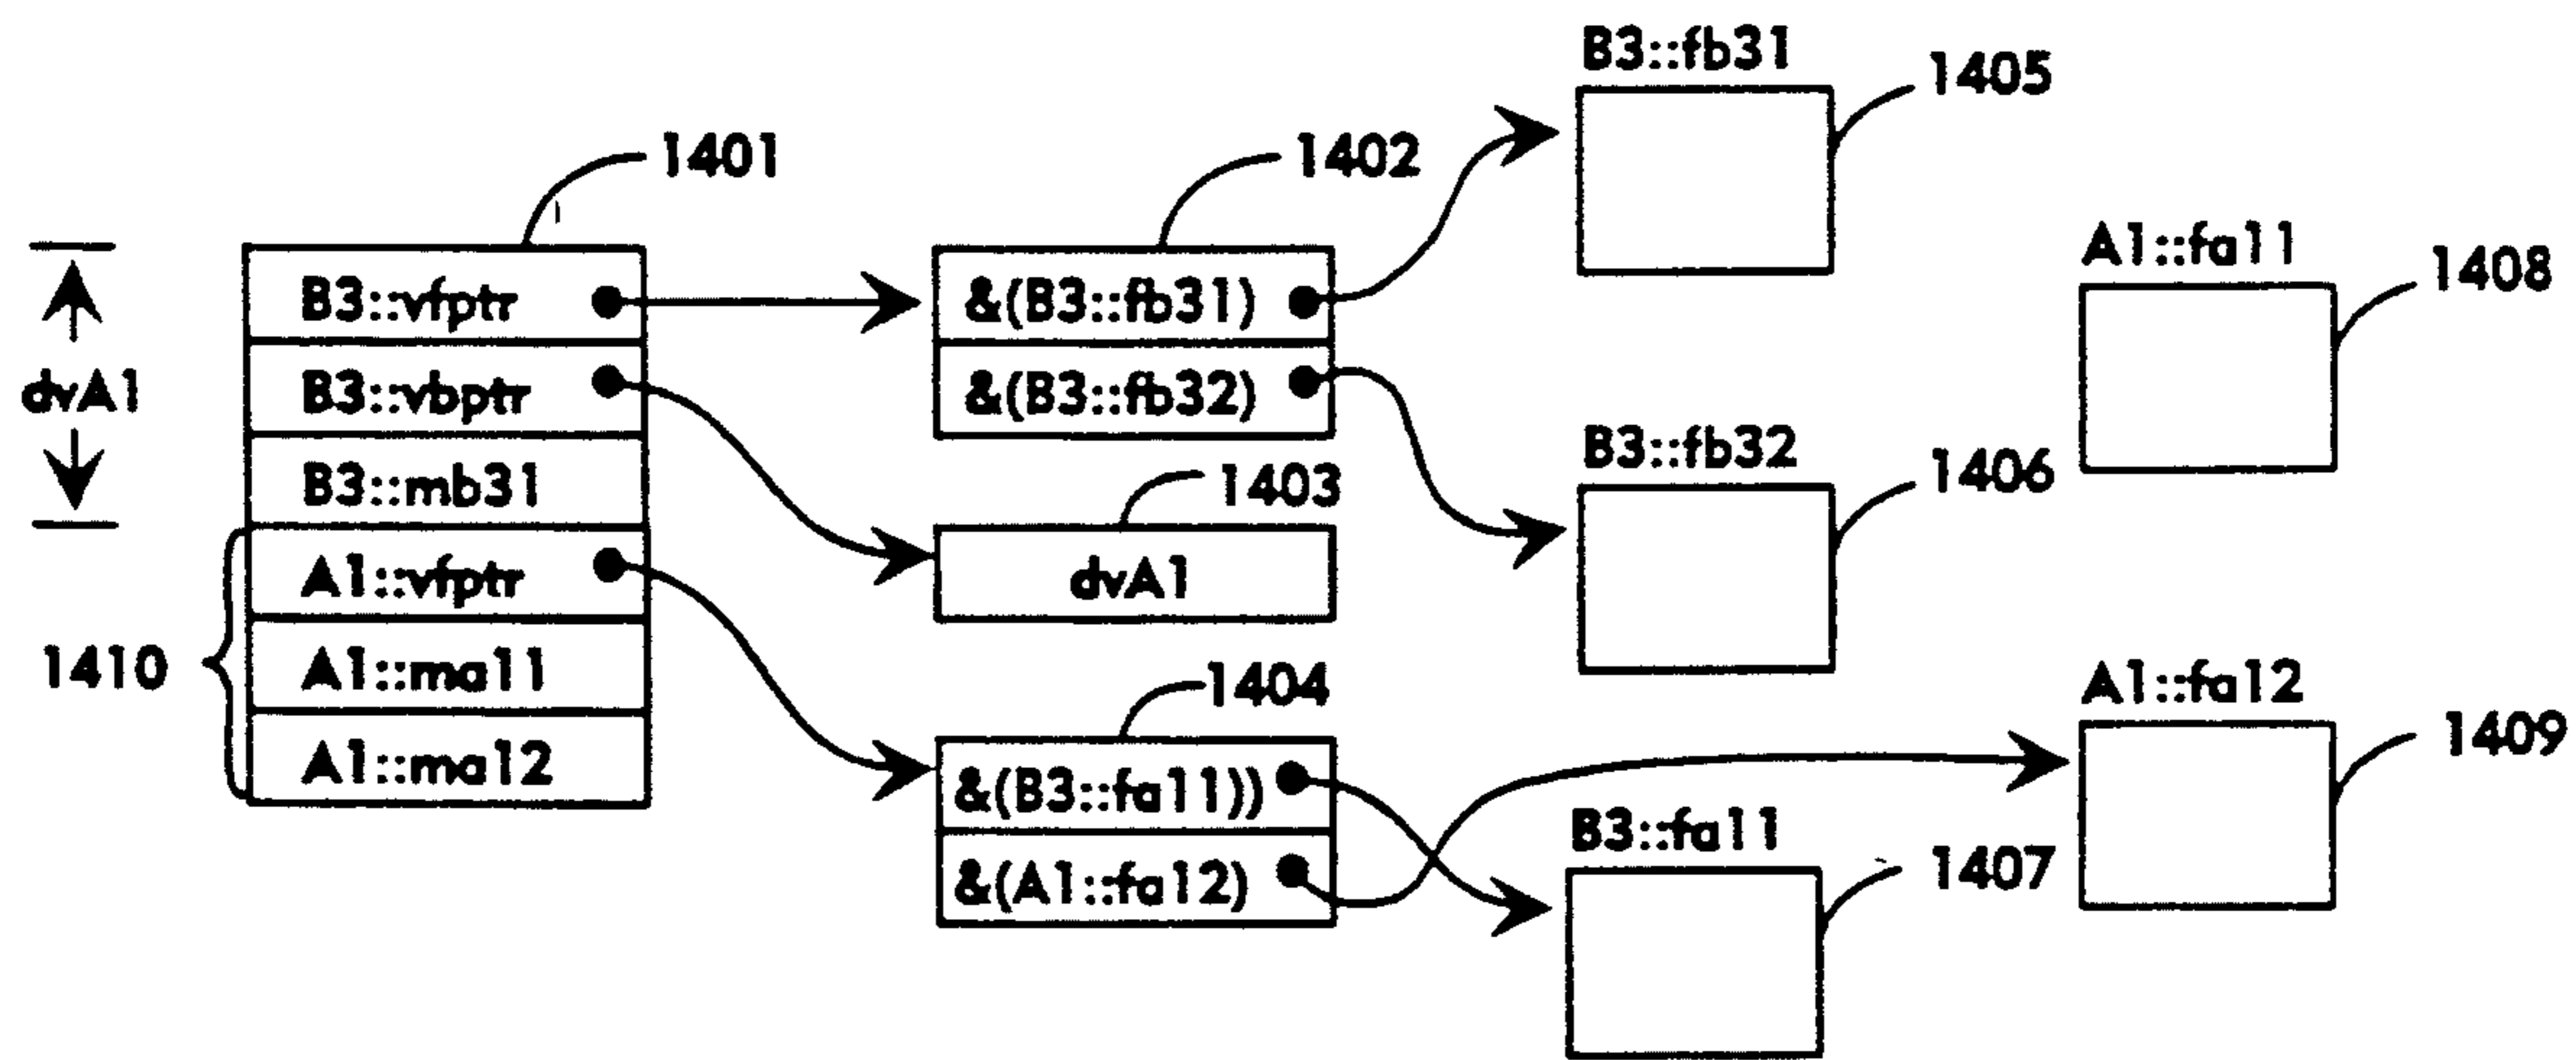 B3::fb31
1405
1401
1402
A1::fa11
1408
dvA1
B3::vfptr
B3::vbptr
B3::mb31
A1::vfptr
A1::ma11
A1::ma12
1410
&(B3::fb31)
&(B3::fb32)
1403
dvA1
1404
&(B3::fa11))
&(A1::fa12)
B3::fb32
1406
B3::fa11
1407
A1::fa12
1409